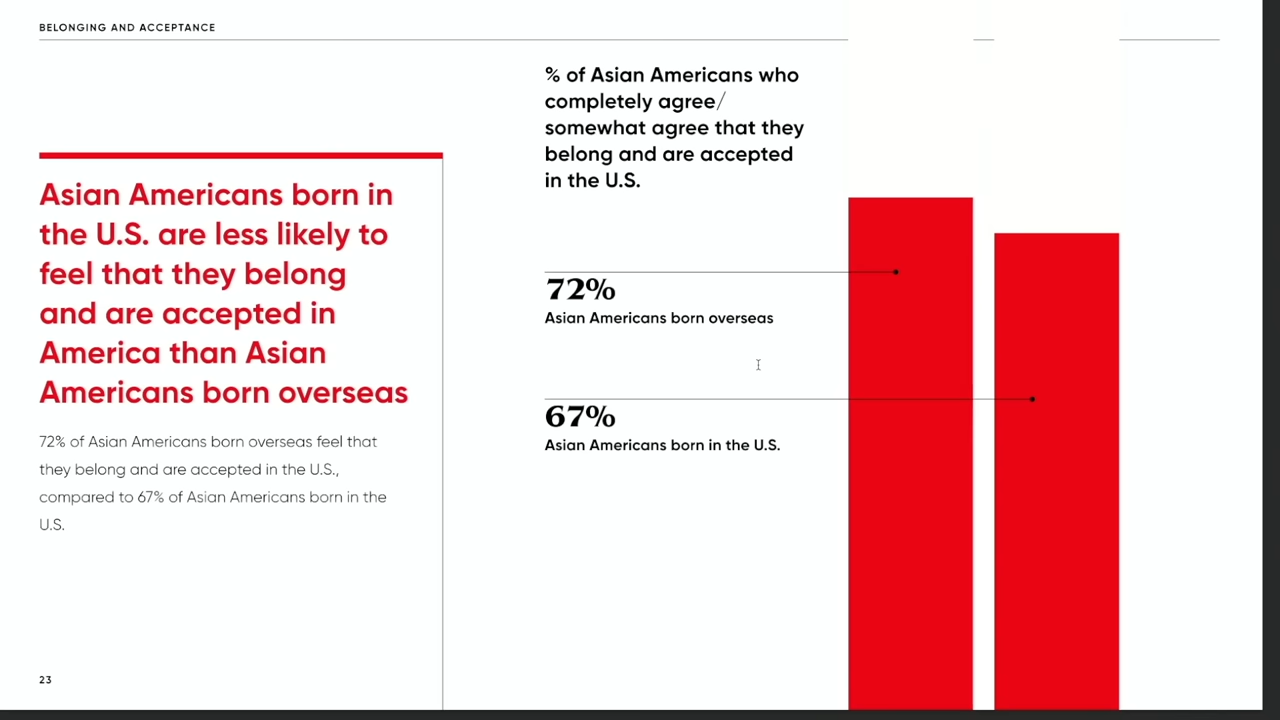 BELONGING AND ACCEPTANCE
Asian Americans born in
the U.S. are less likely to
feel that they belong
and are accepted in
America than Asian
Americans born overseas
72% of Asian Americans born overseas feel that
they belong and are accepted in the U.S.,
compared to 67% of Asian Americans born in the
U.S.
% of Asian Americans who
completely agree/
somewhat agree that they
belong and are accepted
in the U.S.
72%
Asian Americans born overseas
67%
Asian Americans born in the U.S.
23